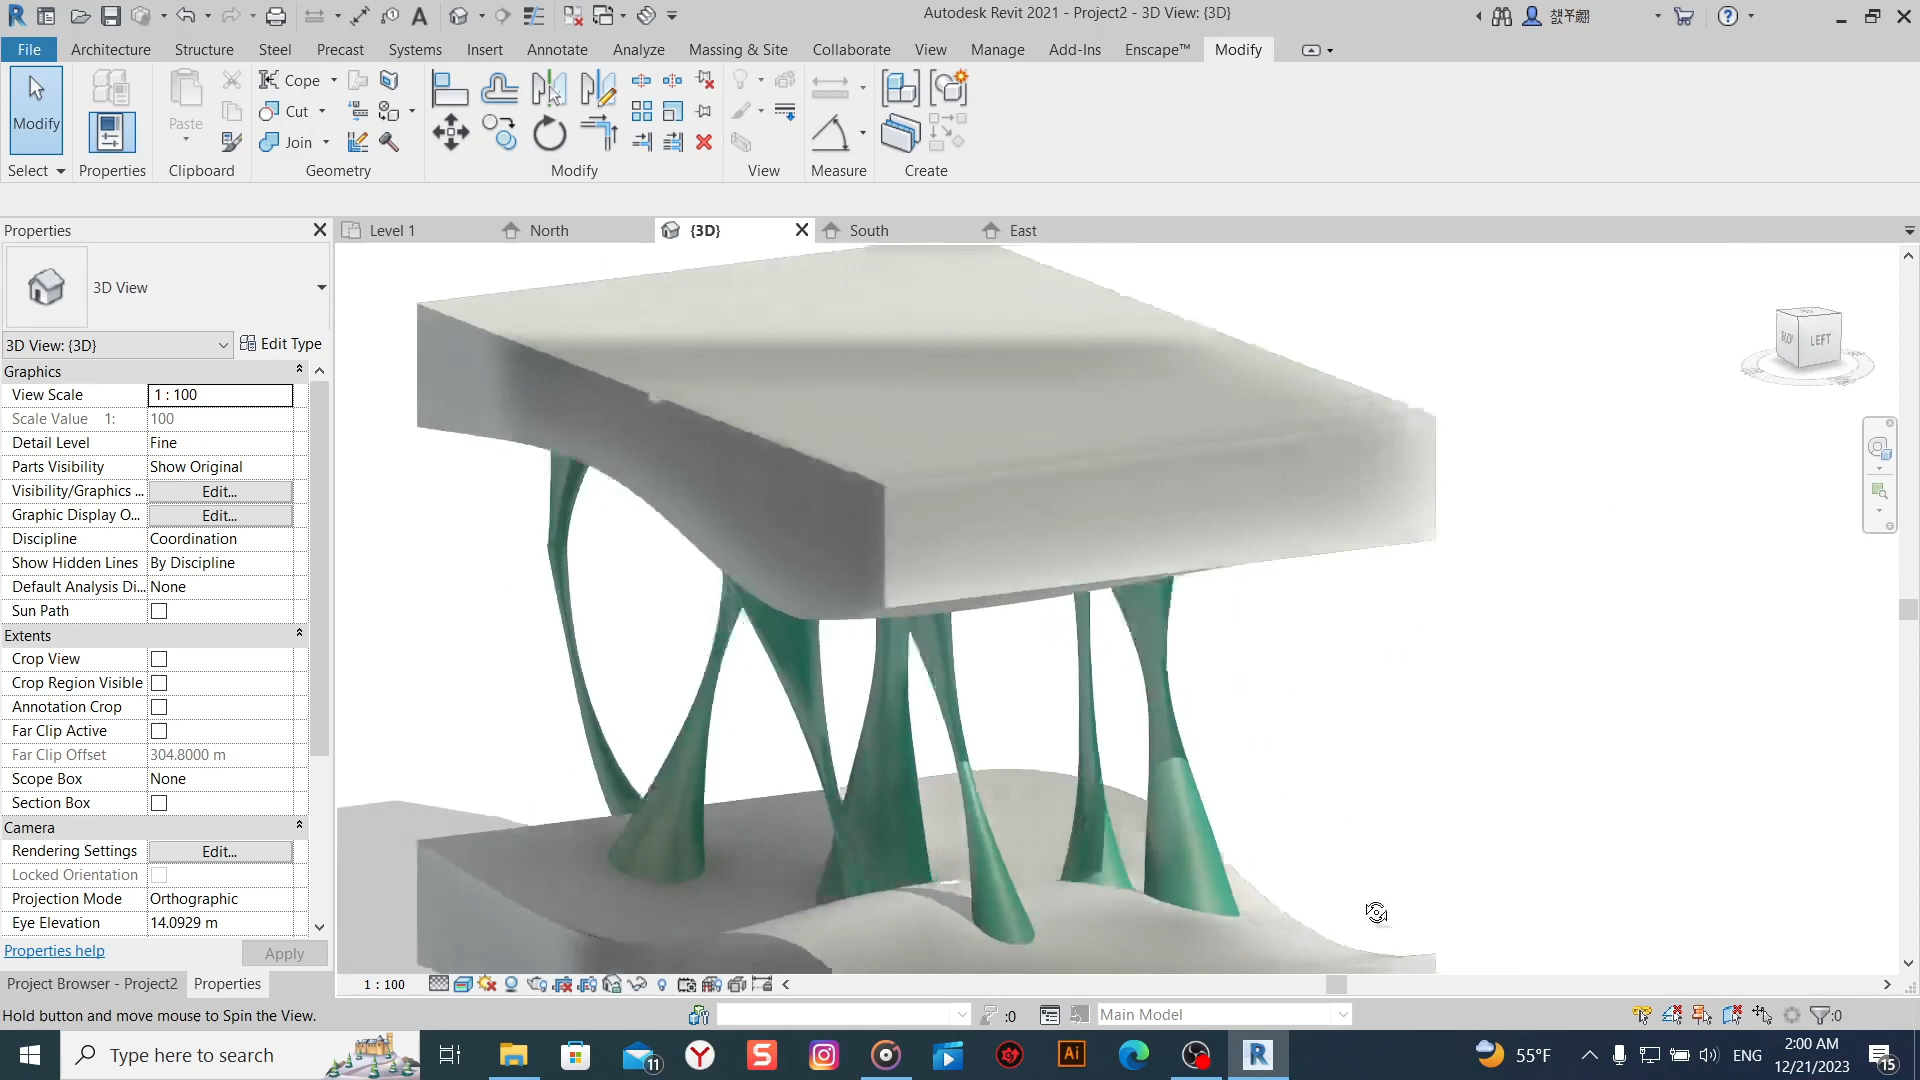 Autodesk Revit 2021 - Project2 - 3D View: {3D}
File Architecture Structure Steel Precast Systems Insert Annotate Analyze Massing & Site Collaborate View Manage Add-Ins Enscape™ Modify
Modify
Paste
Cope
Cut
Join
Select Properties Clipboard Geometry Modify View Measure Create
Properties
Level 1 North {3D} South East
3D View
3D View: {3D} Edit Type
Graphics
View Scale 1 : 100
Scale Value 1: 100
Detail Level Fine
Parts Visibility Show Original
Visibility/Graphics ... Edit...
Graphic Display O... Edit...
Discipline Coordination
Show Hidden Lines By Discipline
Default Analysis Di... None
Sun Path
Extents
Crop View
Crop Region Visible
Annotation Crop
Far Clip Active
Far Clip Offset 304.8000 m
Scope Box None
Section Box
Camera
Rendering Settings Edit...
Locked Orientation
Projection Mode Orthographic
Eye Elevation 14.0929 m
Properties help Apply
Project Browser - Project2 Properties
BACK LEFT
1 : 100
Hold button and move mouse to Spin the View.
:0 Main Model :0
Type here to search
11
Ai
55°F ENG
2:00 AM
12/21/2023
15